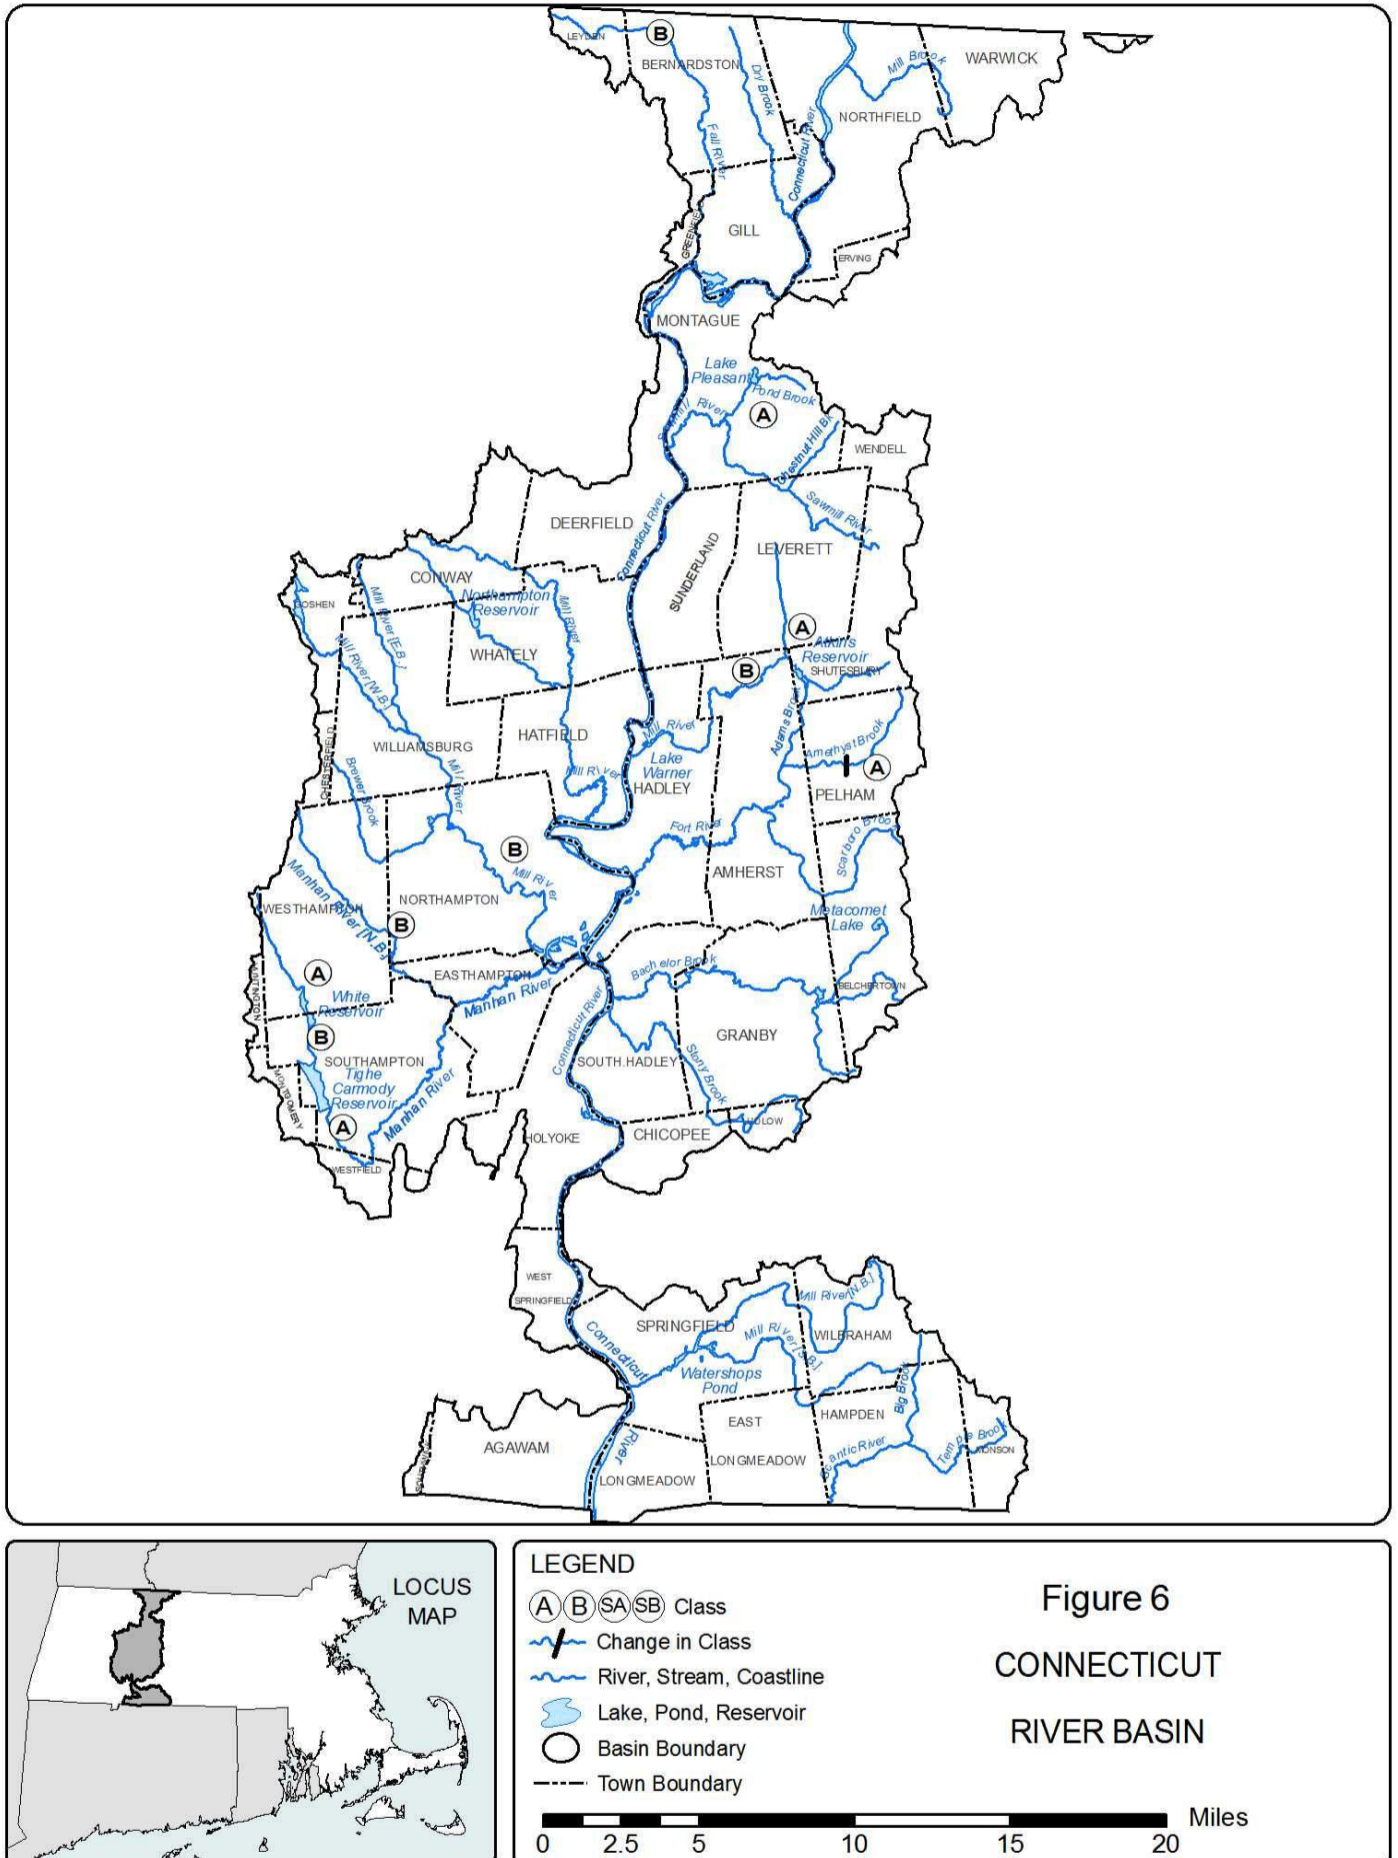 LEYDEN
B
BERNARDSTON
Dry Brook
Fall River
Mill Brook
WARWICK
NORTHFIELD
Connecticut River
GREENFIELD
GILL
ERVING
MONTAGUE
Lake
Pleasant
Pond Brook
A
Sawmill River
Chestnut Hill Bk
WENDELL
Sawmill River
DEERFIELD
Connecticut River
SUNDERLAND
LEVERETT
CONWAY
GOSHEN
Mill River [E.B.]
Northampton
Reservoir
Mill River
WHATELY
Mill River [W.B.]
A
Atkins
Reservoir
SHUTESBURY
B
Adams Brook
Amethyst Brook
A
PELHAM
CHESTERFIELD
WILLIAMSBURG
HATFIELD
Mill River
Lake
Warner
HADLEY
Mill River
Mill River
Brewer Brook
Fort River
Scarboro Brook
B
Mill River
AMHERST
Manhan River [N.B.]
WESTHAMPTON
NORTHAMPTON
B
Metacomet
Lake
HUNTINGTON
A
White
Reservoir
EASTHAMPTON
Manhan River
Bachelor Brook
BELCHERTOWN
B
SOUTHAMPTON
Tighe
Carmody
Reservoir
Manhan River
A
MONTGOMERY
WESTFIELD
Connecticut River
SOUTH HADLEY
Stony Brook
GRANBY
LUDLOW
HOLYOKE
CHICOPEE
WEST
SPRINGFIELD
SPRINGFIELD
Mill River [N.B.]
WILBRAHAM
Mill River [S.B.]
Connecticut
Watershops
Pond
Big Brook
HAMPDEN
EAST
LONGMEADOW
AGAWAM
River
LONGMEADOW
Scantic River
Temple Brook
MONSON
LOCUS
MAP
LEGEND
A B SA SB Class
Change in Class
River, Stream, Coastline
Lake, Pond, Reservoir
Basin Boundary
Town Boundary
Figure 6
CONNECTICUT
RIVER BASIN
Miles
0 2.5 5 10 15 20